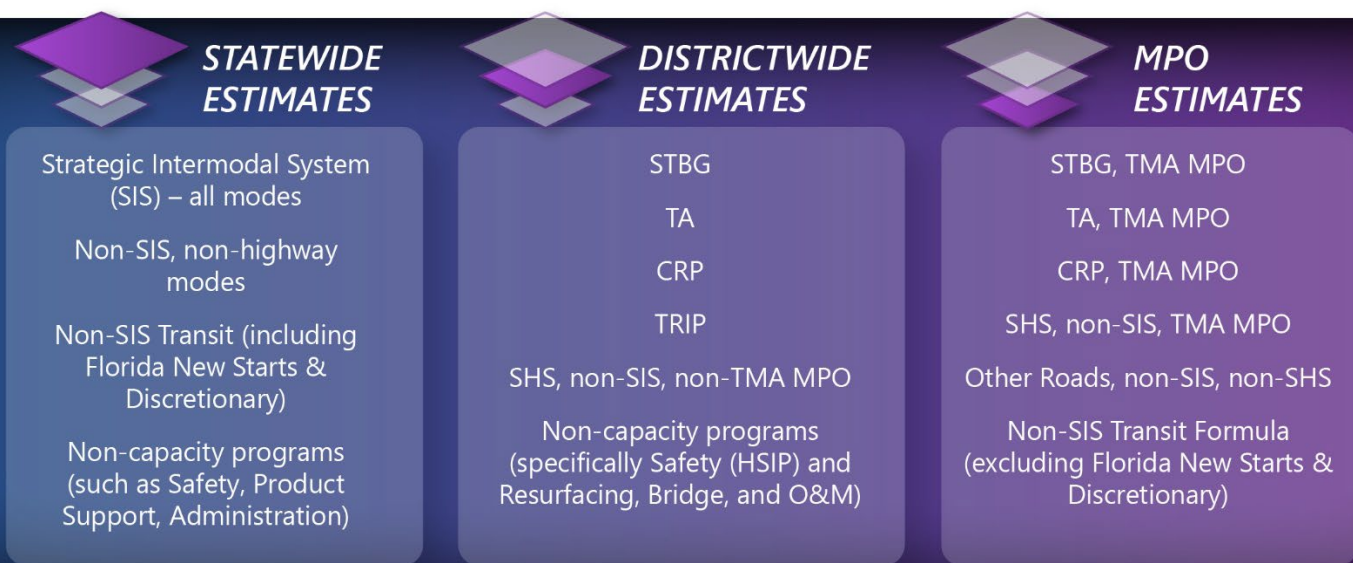 STATEWIDE
ESTIMATES
Strategic Intermodal System
(SIS) – all modes
Non-SIS, non-highway
modes
Non-SIS Transit (including
Florida New Starts &
Discretionary)
Non-capacity programs
(such as Safety, Product
Support, Administration)
DISTRICTWIDE
ESTIMATES
STBG
TA
CRP
TRIP
SHS, non-SIS, non-TMA MPO
Non-capacity programs
(specifically Safety (HSIP) and
Resurfacing, Bridge, and O&M)
MPO
ESTIMATES
STBG, TMA MPO
TA, TMA MPO
CRP, TMA MPO
SHS, non-SIS, TMA MPO
Other Roads, non-SIS, non-SHS
Non-SIS Transit Formula
(excluding Florida New Starts &
Discretionary)